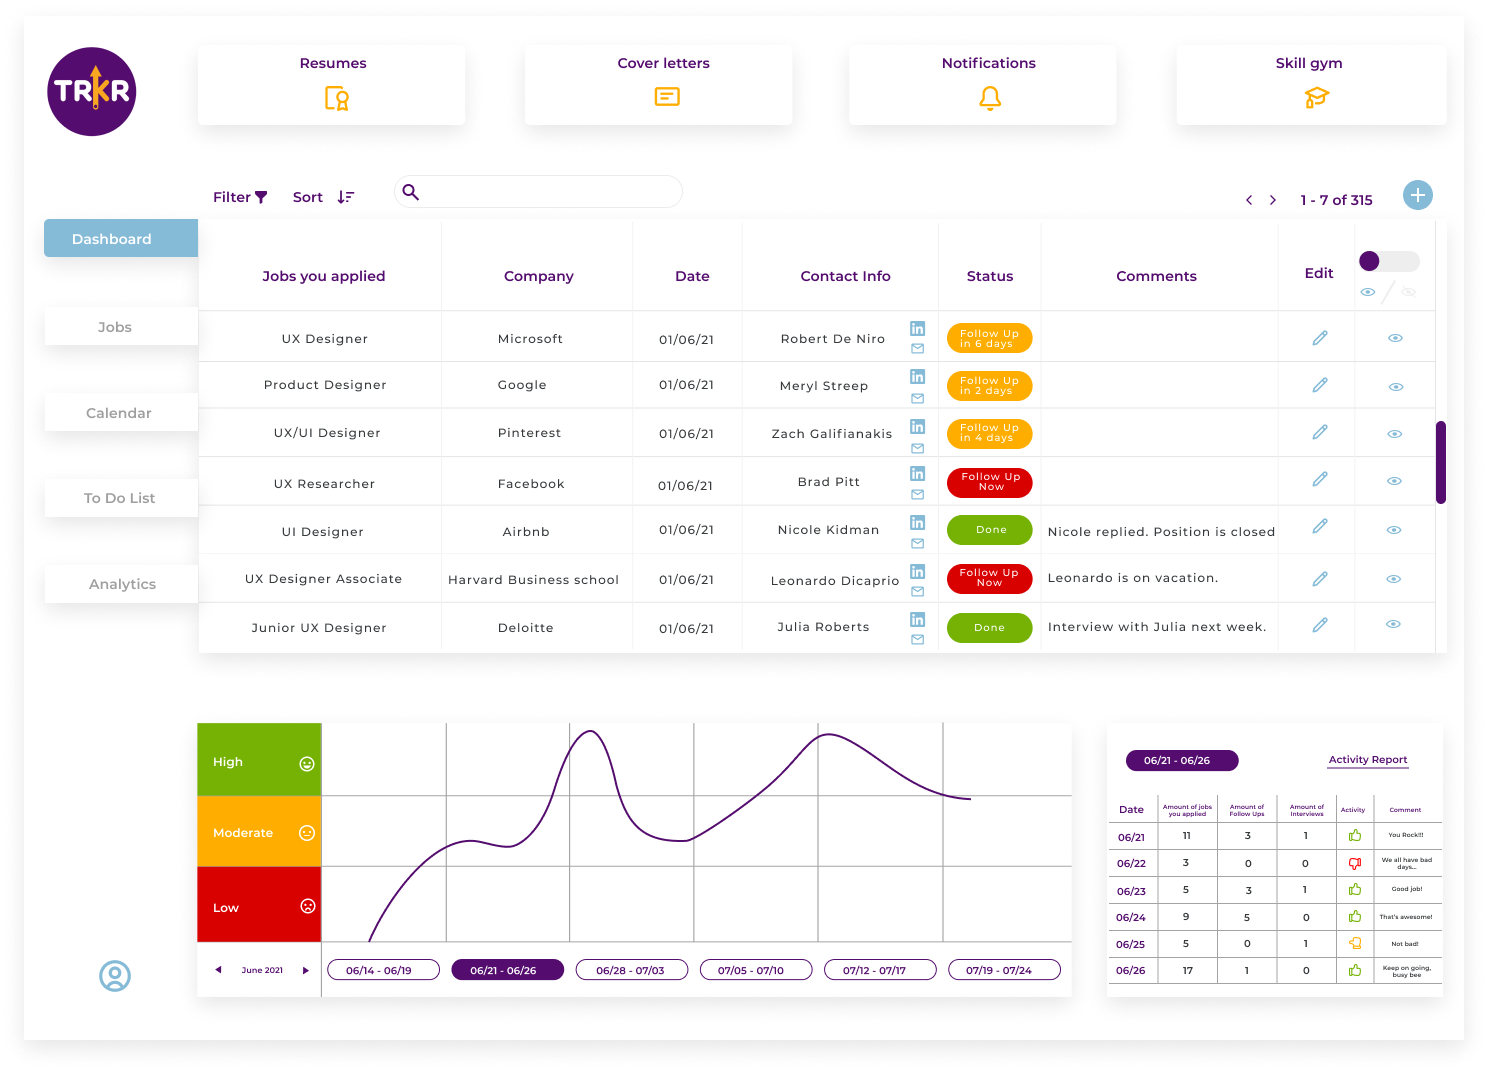 TRKR
Resumes
Cover letters
Notifications
Skill gym
Filter
Sort
1 - 7 of 315
Dashboard
Jobs
Calendar
To Do List
Analytics
Jobs you applied Company Date Contact Info Status Comments Edit
UX Designer Microsoft 01/06/21 Robert De Niro in Follow Up
in 6 days
Product Designer Google 01/06/21 Meryl Streep in Follow Up
in 2 days
UX/UI Designer Pinterest 01/06/21 Zach Galifianakis in Follow Up
in 4 days
UX Researcher Facebook 01/06/21 Brad Pitt in Follow Up
Now
UI Designer Airbnb 01/06/21 Nicole Kidman in Done Nicole replied. Position is closed
UX Designer Associate Harvard Business school 01/06/21 Leonardo Dicaprio in Follow Up
Now
Leonardo is on vacation.
Junior UX Designer Deloitte 01/06/21 Julia Roberts in Done Interview with Julia next week.
High
Moderate
Low
June 2021
06/14 - 06/19
06/21 - 06/26
06/28 - 07/03
07/05 - 07/10
07/12 - 07/17
07/19 - 07/24
06/21 - 06/26
Activity Report
Date Amount of jobs
you applied
Amount of
Follow Ups
Amount of
Interviews
Activity Comment
06/21 11 3 1 You Rock!!!
06/22 3 0 0 We all have bad
days...
06/23 5 3 1 Good job!
06/24 9 5 0 That's awesome!
06/25 5 0 1 Not bad!
06/26 17 1 0 Keep on going,
busy bee